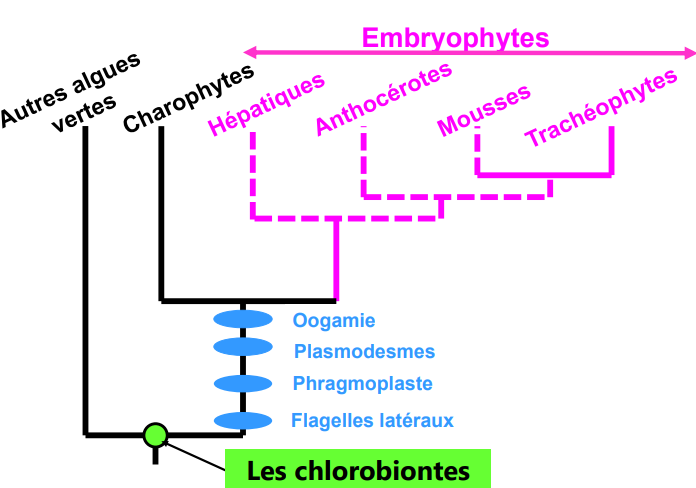 Embryophytes
Autres algues
vertes
Charophytes
Hépatiques
Anthocérotes
Mousses
Trachéophytes
Oogamie
Plasmodesmes
Phragmoplaste
Flagelles latéraux
Les chlorobiontes